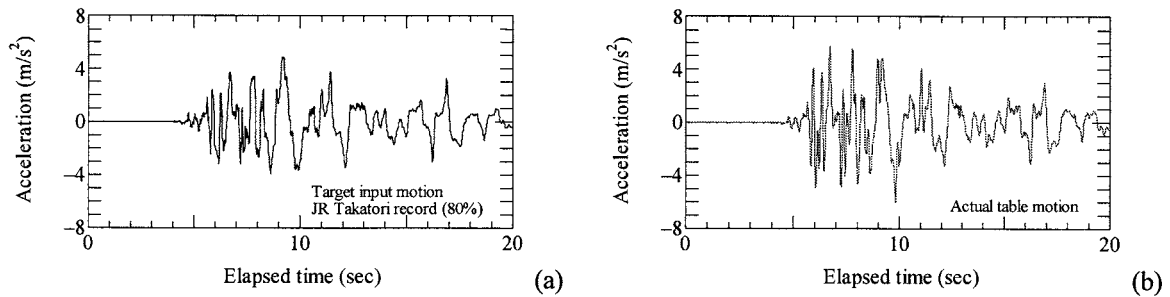 Acceleration (m/s²)
8
4
0
−4
−8
Target input motion
JR Takatori record (80%)
0
10
20
Elapsed time (sec)
(a)
Acceleration (m/s²)
8
4
0
−4
−8
Actual table motion
0
10
20
Elapsed time (sec)
(b)